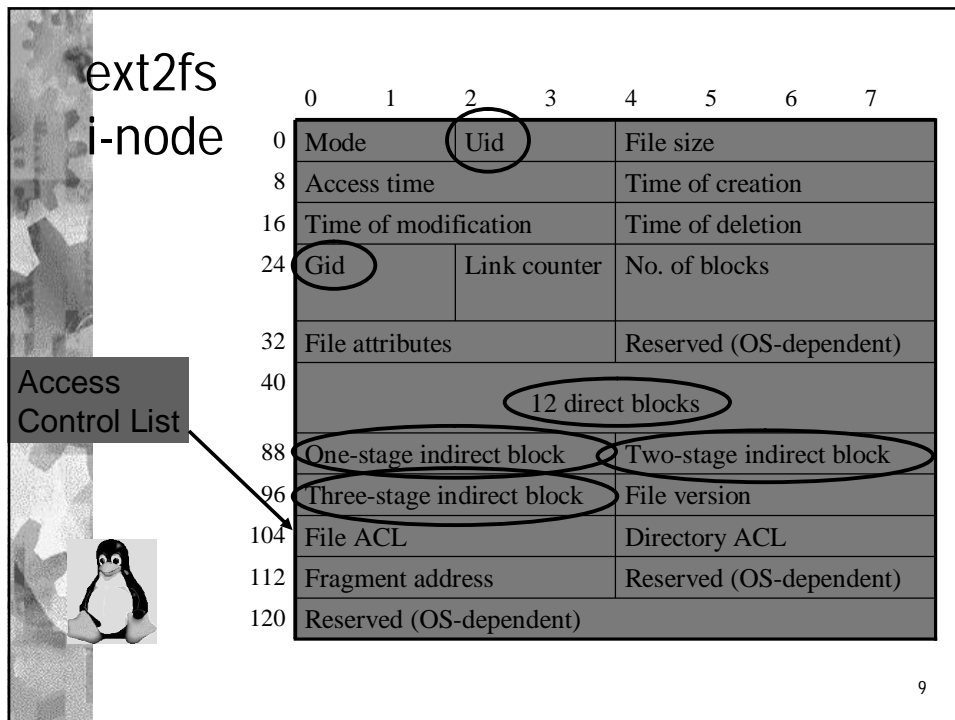 ext2fs
i-node
0 1 2 3 4 5 6 7
0 Mode Uid File size
8 Access time Time of creation
16 Time of modification Time of deletion
24 Gid Link counter No. of blocks
32 File attributes Reserved (OS-dependent)
40 12 direct blocks
Access
Control List
88 One-stage indirect block Two-stage indirect block
96 Three-stage indirect block File version
104 File ACL Directory ACL
112 Fragment address Reserved (OS-dependent)
120 Reserved (OS-dependent)
9